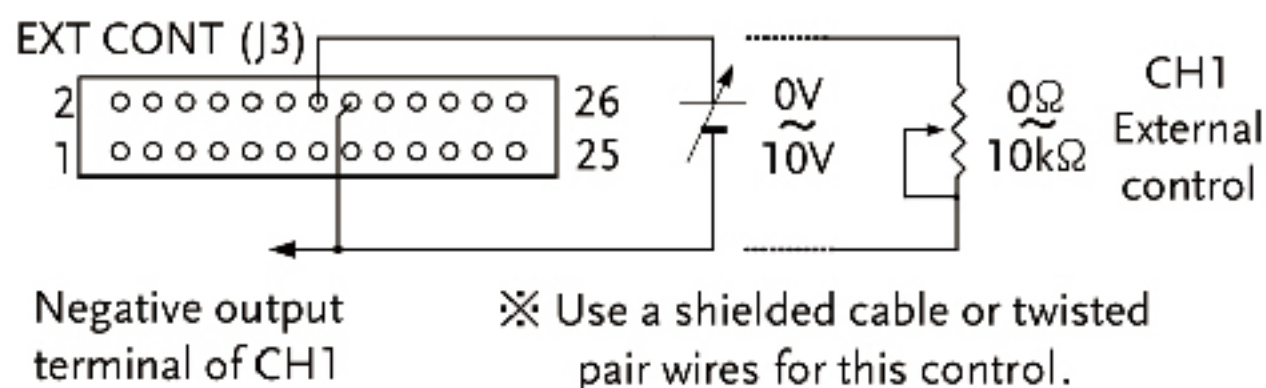 EXT CONT (J3)
2
26
1
25
0V
~
10V
0Ω
~
10kΩ
CH1
External
control
Negative output
terminal of CH1
※ Use a shielded cable or twisted
pair wires for this control.